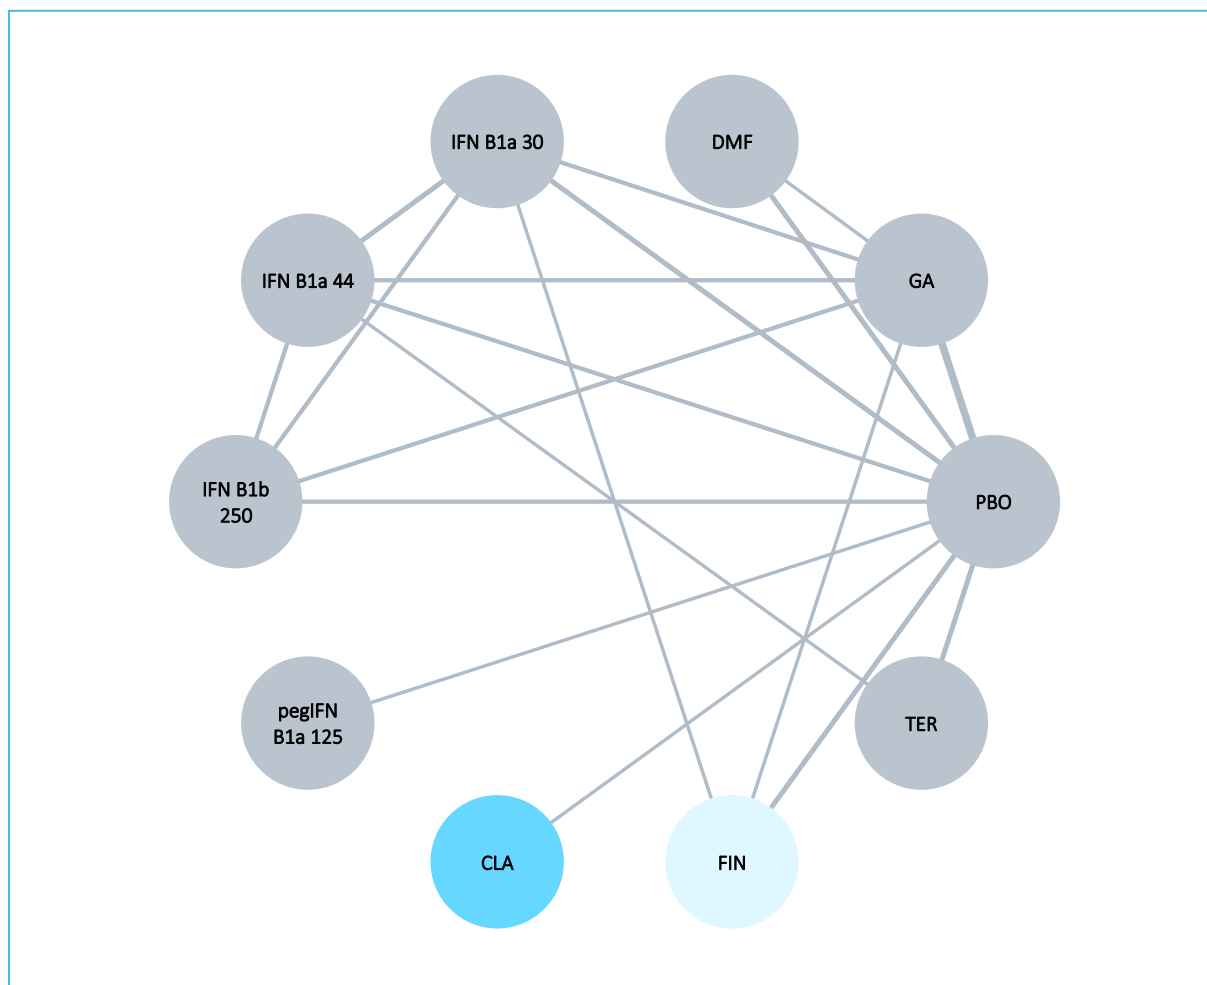 IFN B1a 30
DMF
IFN B1a 44
GA
IFN B1b
250
PBO
pegIFN
B1a 125
TER
CLA
FIN